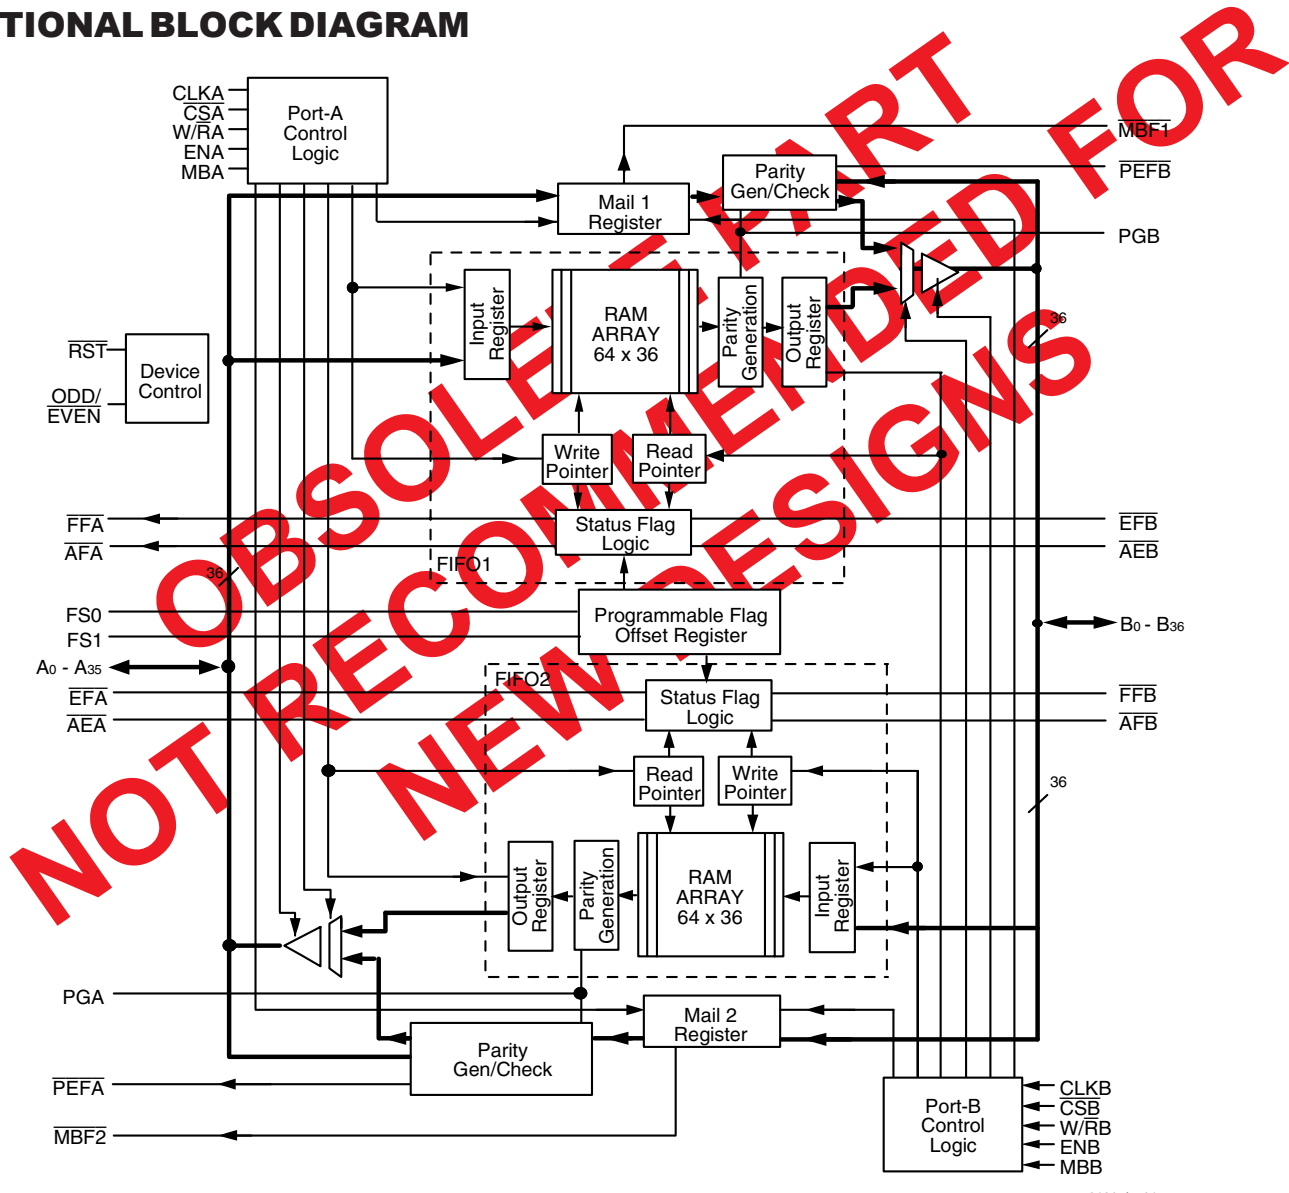 TIONAL BLOCK DIAGRAM
CLKA
CSA
W/RA
ENA
MBA
Port-A
Control
Logic
MBF1
PEFB
PGB
Parity
Gen/Check
Mail 1
Register
Input
Register
RAM
ARRAY
64 x 36
Parity
Generation
Output
Register
36
RST
ODD/
EVEN
Device
Control
Write
Pointer
Read
Pointer
FFA
AFA
Status Flag
Logic
EFB
AEB
FIFO1
36
FS0
FS1
Programmable Flag
Offset Register
A0 - A35
B0 - B36
FIFO2
EFA
AEA
Status Flag
Logic
FFB
AFB
Read
Pointer
Write
Pointer
36
Output
Register
Parity
Generation
RAM
ARRAY
64 x 36
Input
Register
PGA
Mail 2
Register
Parity
Gen/Check
PEFA
MBF2
Port-B
Control
Logic
CLKB
CSB
W/RB
ENB
MBB
OBSOLETE PART
NOT RECOMMENDED FOR
NEW DESIGNS